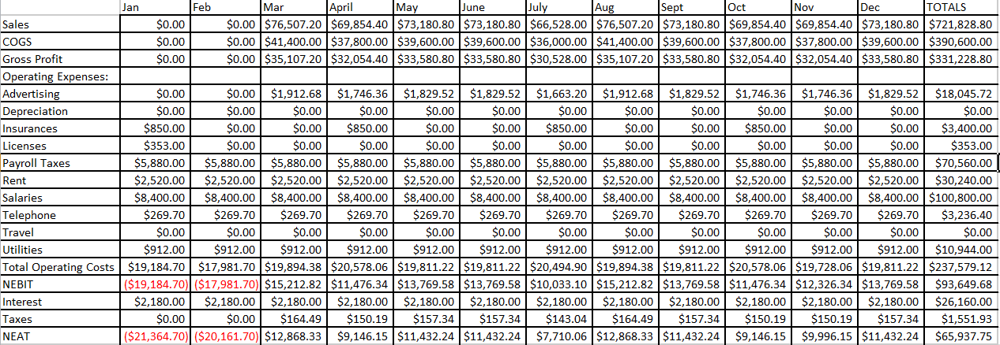 Jan Feb Mar April May June July Aug Sept Oct Nov Dec TOTALS
Sales $0.00 $0.00 $76,507.20 $69,854.40 $73,180.80 $73,180.80 $66,528.00 $76,507.20 $73,180.80 $69,854.40 $69,854.40 $73,180.80 $721,828.80
COGS $0.00 $0.00 $41,400.00 $37,800.00 $39,600.00 $39,600.00 $36,000.00 $41,400.00 $39,600.00 $37,800.00 $37,800.00 $39,600.00 $390,600.00
Gross Profit $0.00 $0.00 $35,107.20 $32,054.40 $33,580.80 $33,580.80 $30,528.00 $35,107.20 $33,580.80 $32,054.40 $32,054.40 $33,580.80 $331,228.80
Operating Expenses:
Advertising $0.00 $0.00 $1,912.68 $1,746.36 $1,829.52 $1,829.52 $1,663.20 $1,912.68 $1,829.52 $1,746.36 $1,746.36 $1,829.52 $18,045.72
Depreciation $0.00 $0.00 $0.00 $0.00 $0.00 $0.00 $0.00 $0.00 $0.00 $0.00 $0.00 $0.00 $0.00
Insurances $850.00 $0.00 $0.00 $850.00 $0.00 $0.00 $850.00 $0.00 $0.00 $850.00 $0.00 $0.00 $3,400.00
Licenses $353.00 $0.00 $0.00 $0.00 $0.00 $0.00 $0.00 $0.00 $0.00 $0.00 $0.00 $0.00 $353.00
Payroll Taxes $5,880.00 $5,880.00 $5,880.00 $5,880.00 $5,880.00 $5,880.00 $5,880.00 $5,880.00 $5,880.00 $5,880.00 $5,880.00 $5,880.00 $70,560.00
Rent $2,520.00 $2,520.00 $2,520.00 $2,520.00 $2,520.00 $2,520.00 $2,520.00 $2,520.00 $2,520.00 $2,520.00 $2,520.00 $2,520.00 $30,240.00
Salaries $8,400.00 $8,400.00 $8,400.00 $8,400.00 $8,400.00 $8,400.00 $8,400.00 $8,400.00 $8,400.00 $8,400.00 $8,400.00 $8,400.00 $100,800.00
Telephone $269.70 $269.70 $269.70 $269.70 $269.70 $269.70 $269.70 $269.70 $269.70 $269.70 $269.70 $269.70 $3,236.40
Travel $0.00 $0.00 $0.00 $0.00 $0.00 $0.00 $0.00 $0.00 $0.00 $0.00 $0.00 $0.00 $0.00
Utilities $912.00 $912.00 $912.00 $912.00 $912.00 $912.00 $912.00 $912.00 $912.00 $912.00 $912.00 $912.00 $10,944.00
Total Operating Costs $19,184.70 $17,981.70 $19,894.38 $20,578.06 $19,811.22 $19,811.22 $20,494.90 $19,894.38 $19,811.22 $20,578.06 $19,728.06 $19,811.22 $237,579.12
NEBIT ($19,184.70) ($17,981.70) $15,212.82 $11,476.34 $13,769.58 $13,769.58 $10,033.10 $15,212.82 $13,769.58 $11,476.34 $12,326.34 $13,769.58 $93,649.68
Interest $2,180.00 $2,180.00 $2,180.00 $2,180.00 $2,180.00 $2,180.00 $2,180.00 $2,180.00 $2,180.00 $2,180.00 $2,180.00 $2,180.00 $26,160.00
Taxes $0.00 $0.00 $164.49 $150.19 $157.34 $157.34 $143.04 $164.49 $157.34 $150.19 $150.19 $157.34 $1,551.93
NEAT ($21,364.70) ($20,161.70) $12,868.33 $9,146.15 $11,432.24 $11,432.24 $7,710.06 $12,868.33 $11,432.24 $9,146.15 $9,996.15 $11,432.24 $65,937.75